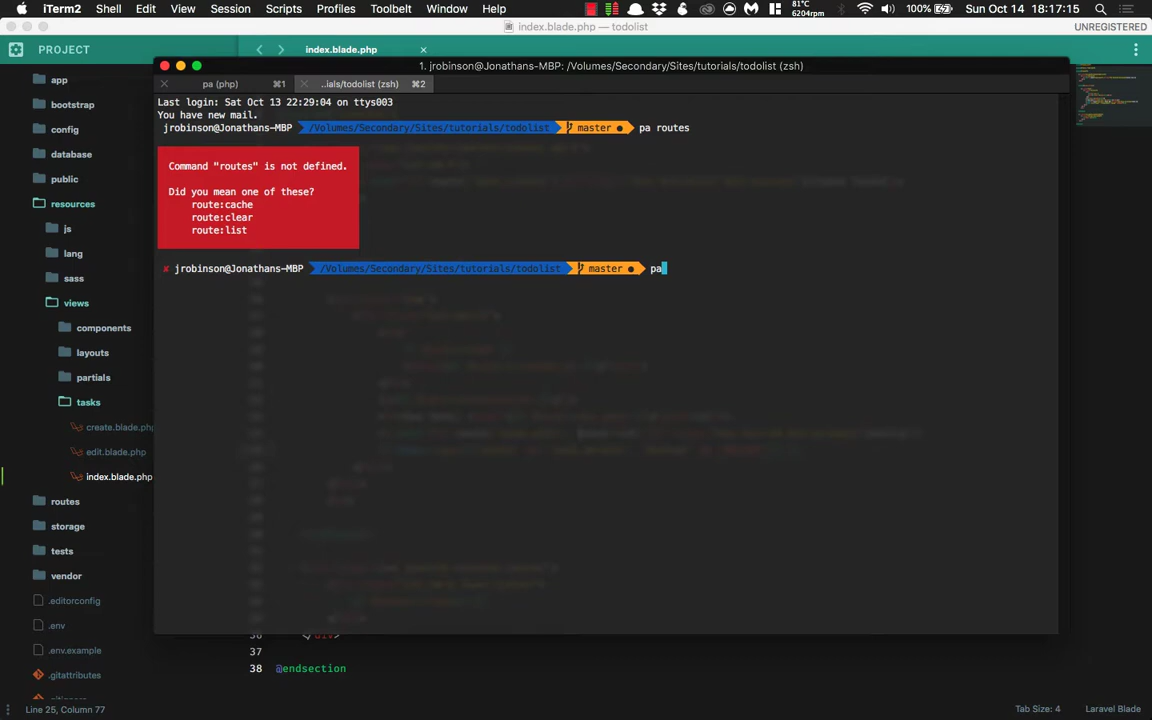 iTerm2 Shell Edit View Session Scripts Profiles Toolbelt Window Help 81°C 6204rpm 100% Sun Oct 14 18:17:15
index.blade.php — todolist UNREGISTERED
PROJECT index.blade.php
1. jrobinson@Jonathans-MBP: /Volumes/Secondary/Sites/tutorials/todolist (zsh)
pa (php) ⌘1 ..ials/todolist (zsh) ⌘2
Last login: Sat Oct 13 22:29:04 on ttys003
You have new mail.
jrobinson@Jonathans-MBP /Volumes/Secondary/Sites/tutorials/todolist master ● pa routes
Command "routes" is not defined.
Did you mean one of these?
route:cache
route:clear
route:list
✘ jrobinson@Jonathans-MBP /Volumes/Secondary/Sites/tutorials/todolist master ● pa
app
bootstrap
config
database
public
resources
js
lang
sass
views
components
layouts
partials
tasks
create.blade.php
edit.blade.php
index.blade.php
routes
storage
tests
vendor
.editorconfig
.env
.env.example
.gitattributes
36 </div>
37
38 @endsection
Line 25, Column 77 Tab Size: 4 Laravel Blade